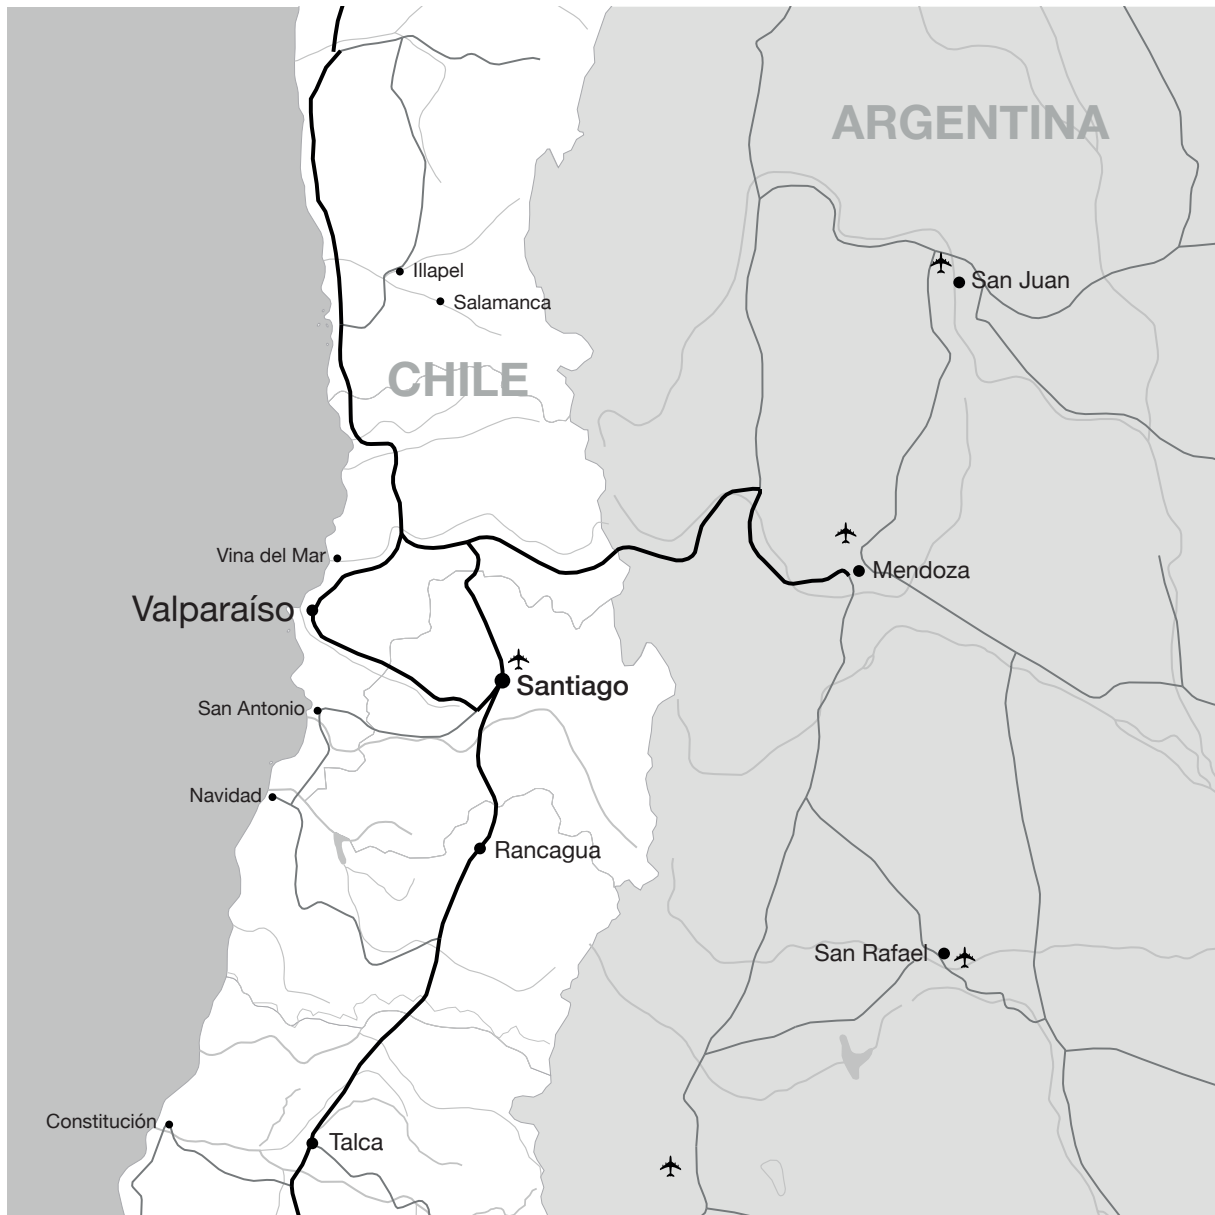 ARGENTINA
Illapel
San Juan
Salamanca
CHILE
Vina del Mar
Mendoza
Valparaíso
Santiago
San Antonio
Navidad
Rancagua
San Rafael
Constitución
Talca